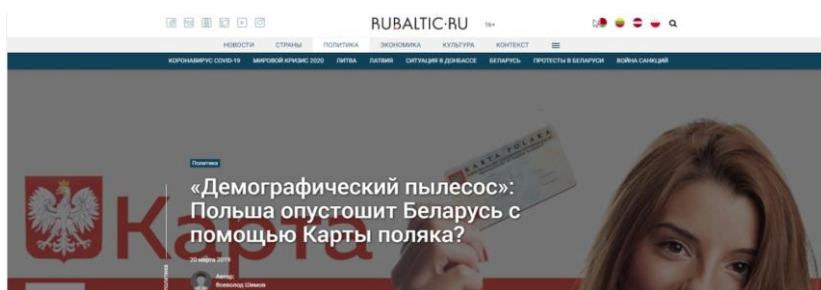 RUBALTIC·RU 16+
НОВОСТИ СТРАНЫ ПОЛИТИКА ЭКОНОМИКА КУЛЬТУРА КОНТЕКСТ
КОРОНАВИРУС COVID-19 МИРОВОЙ КРИЗИС 2020 ЛИТВА ЛАТВИЯ СИТУАЦИЯ В ДОНБАССЕ БЕЛАРУСЬ ПРОТЕСТЫ В БЕЛАРУСИ ВОЙНА САНКЦИЙ
KARTA POLAKA
Карта
Политика
«Демографический пылесос»:
Польша опустошит Беларусь с
помощью Карты поляка?
20 марта 2019
Автор:
Всеволод Шимов
ПОЛИТИКА